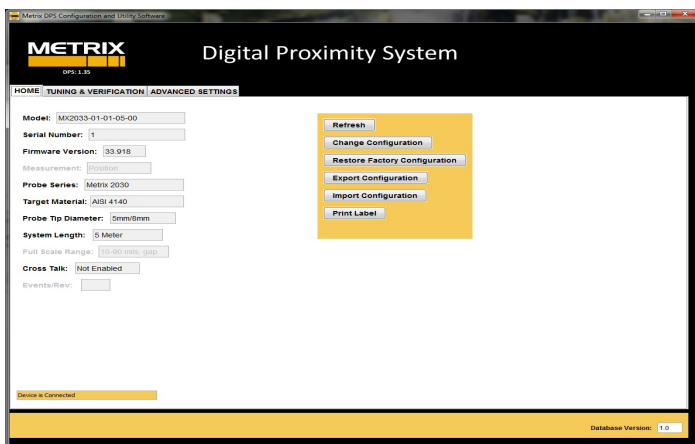 Metrix DPS Configuration and Utility Software
METRIX
DPS: 1.35
Digital Proximity System
HOME TUNING & VERIFICATION ADVANCED SETTINGS
Model: MX2033-01-01-05-00
Serial Number: 1
Firmware Version: 33.918
Measurement: Position
Probe Series: Metrix 2030
Target Material: AISI 4140
Probe Tip Diameter: 5mm/8mm
System Length: 5 Meter
Full Scale Range: 10-90 mils, gap
Cross Talk: Not Enabled
Events/Rev:
Refresh
Change Configuration
Restore Factory Configuration
Export Configuration
Import Configuration
Print Label
Device is Connected
Database Version: 1.0